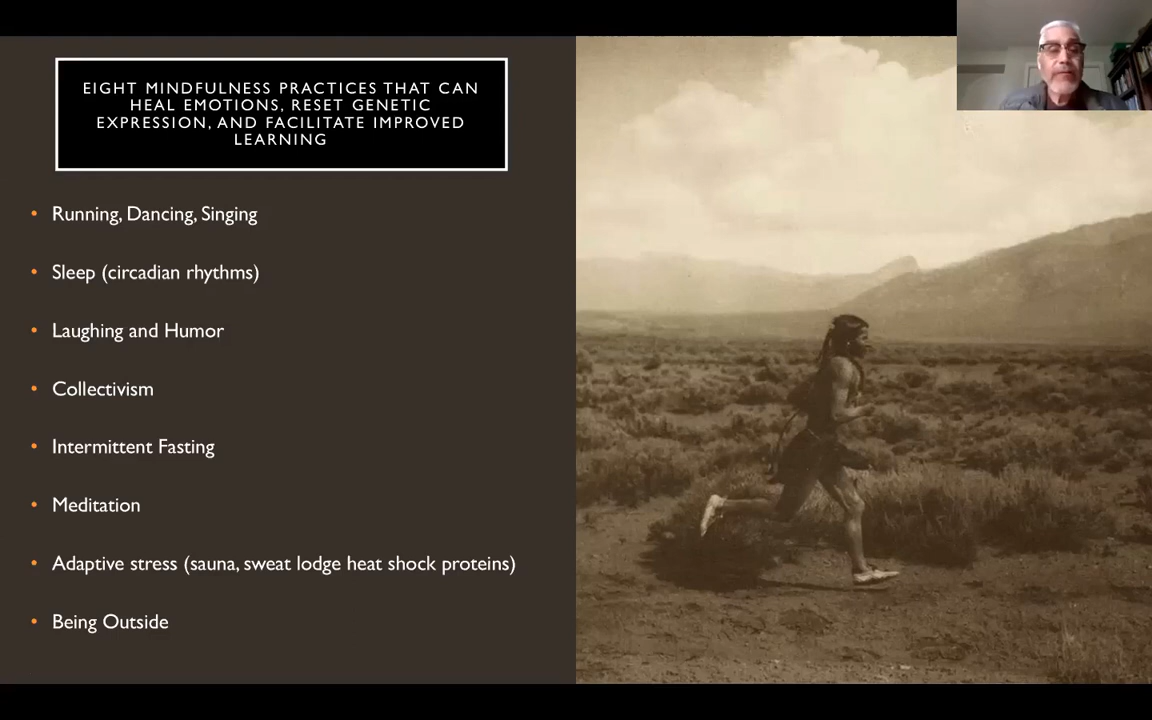 EIGHT MINDFULNESS PRACTICES THAT CAN
HEAL EMOTIONS, RESET GENETIC
EXPRESSION, AND FACILITATE IMPROVED
LEARNING
• Running, Dancing, Singing
• Sleep (circadian rhythms)
• Laughing and Humor
• Collectivism
• Intermittent Fasting
• Meditation
• Adaptive stress (sauna, sweat lodge heat shock proteins)
• Being Outside